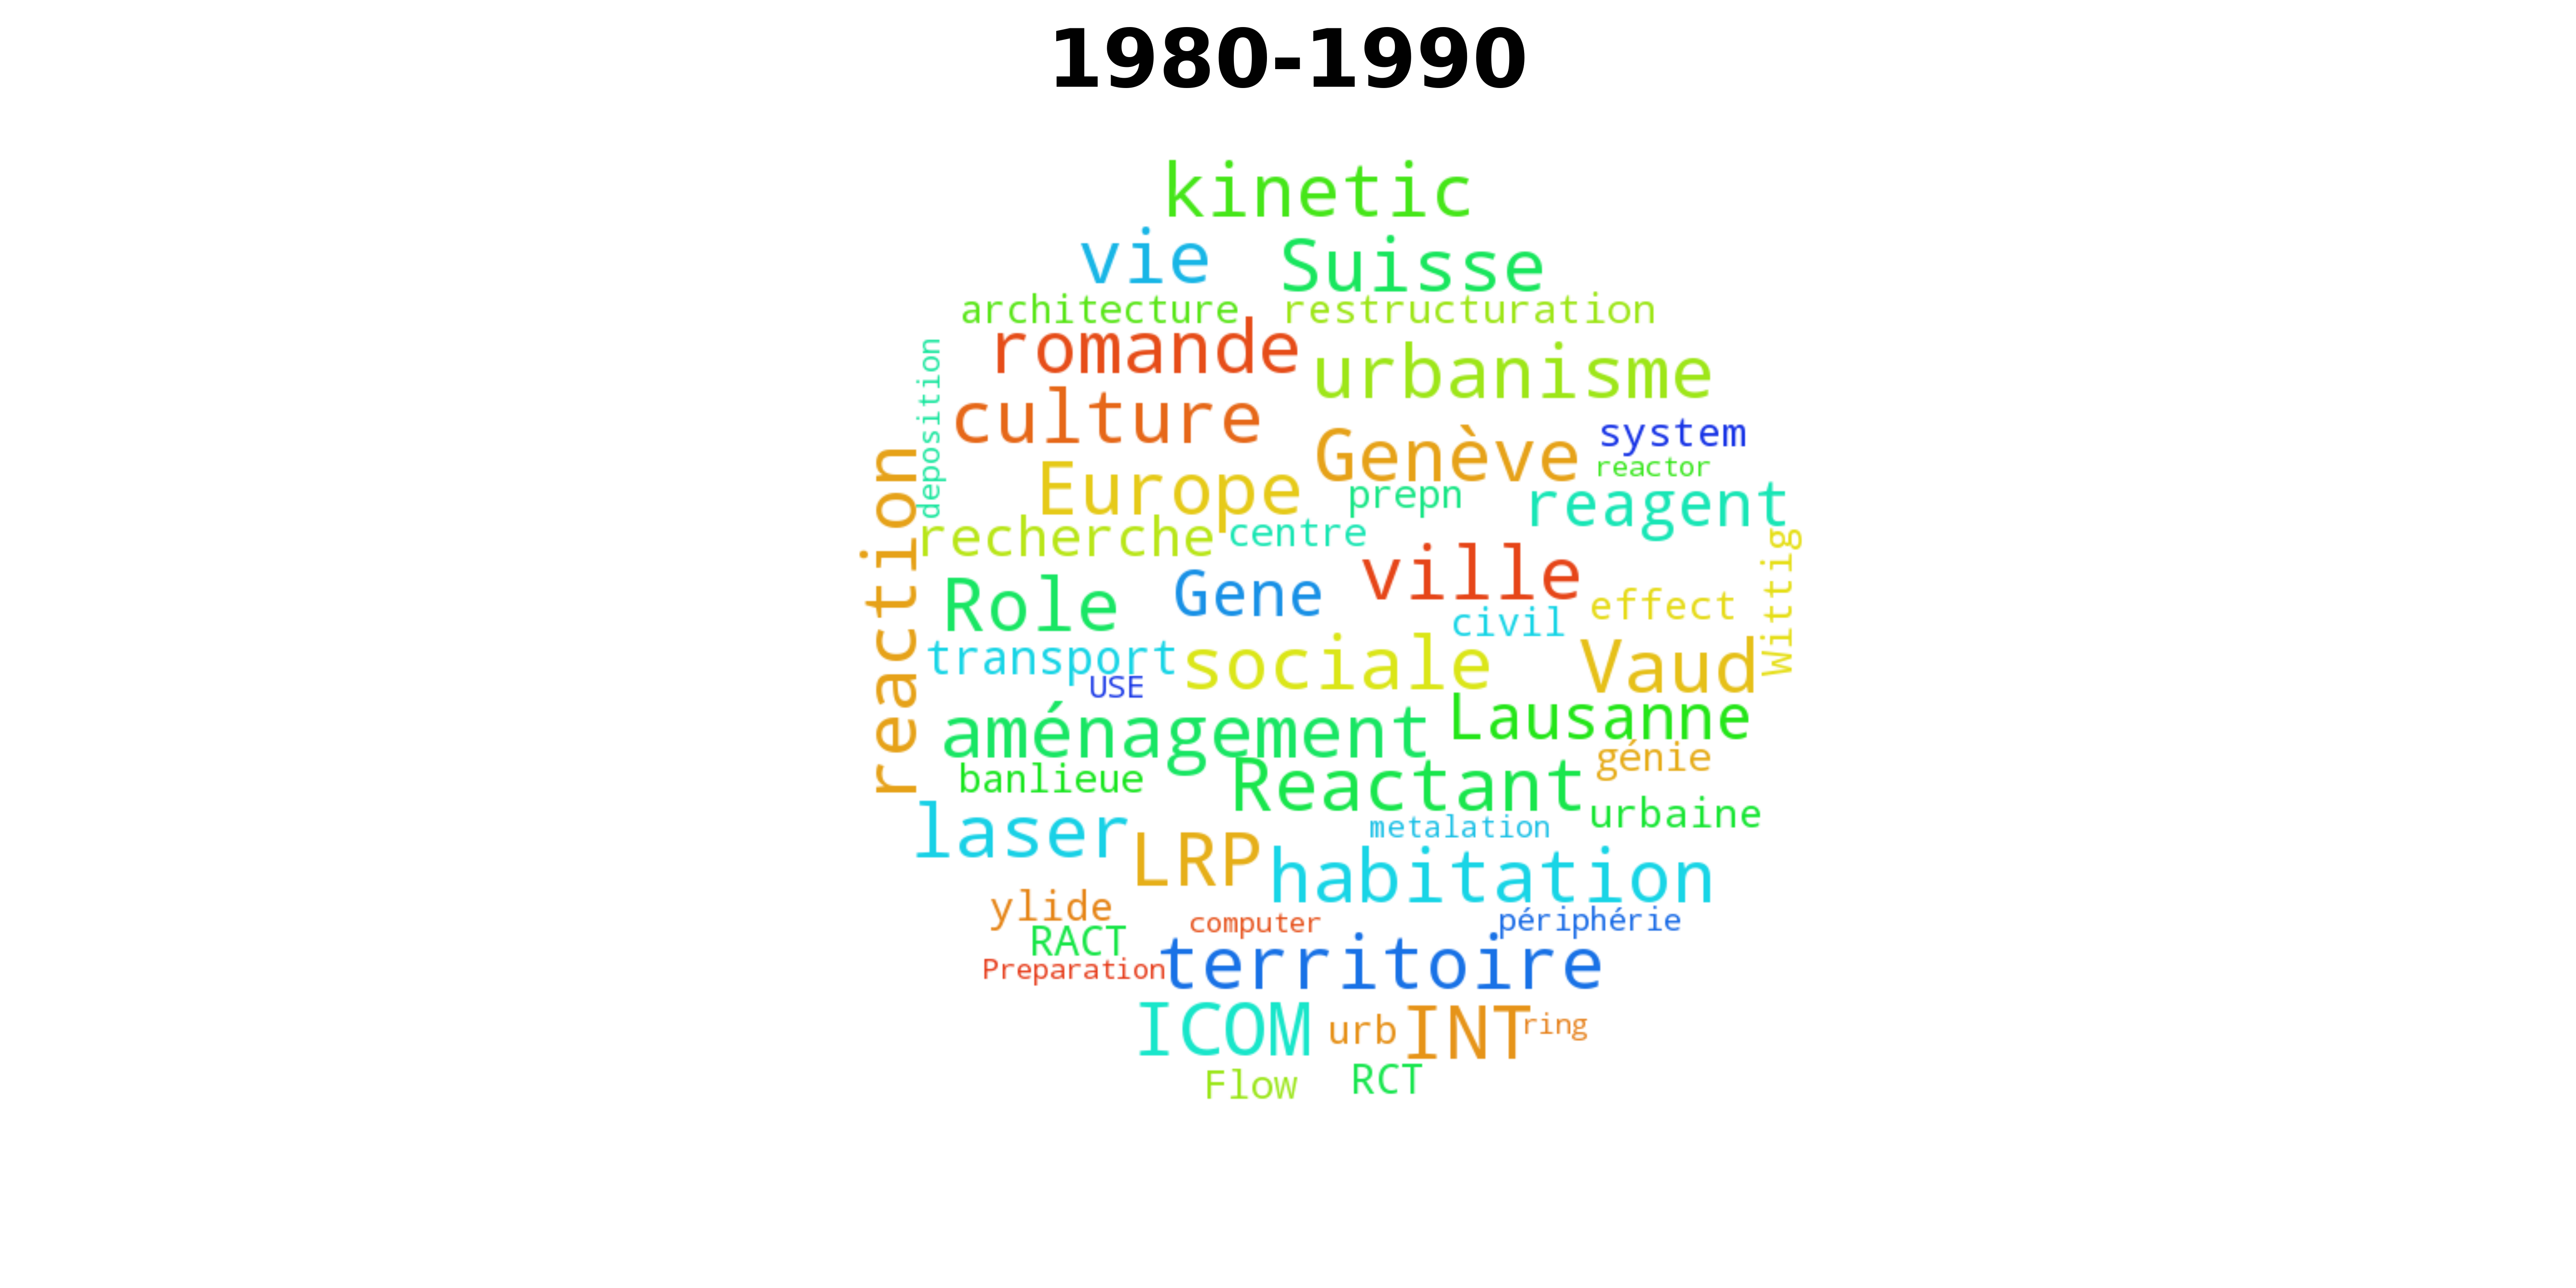 1980-1990
kinetic
vie Suisse
architecture restructuration
romande urbanisme
deposition
culture
Genève system
reactor
Europe prepn reagent
reaction
recherche centre
Wittig
ville
Role Gene effect
civil
transport sociale Vaud
USE
aménagement Lausanne
génie
banlieue Reactant
urbaine
laser metalation
LRP habitation
ylide computer périphérie
RACT
Preparation territoire
ICOM urb INT ring
Flow RCT